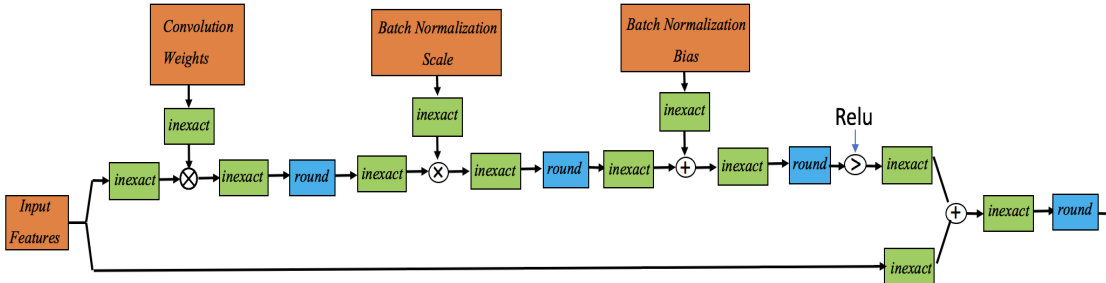 Convolution
Weights
Batch Normalization
Scale
Batch Normalization
Bias
inexact
inexact
inexact
Relu
inexact
inexact
round
inexact
×
inexact
round
inexact
+
inexact
round
>
inexact
Input
Features
+
inexact
round
inexact